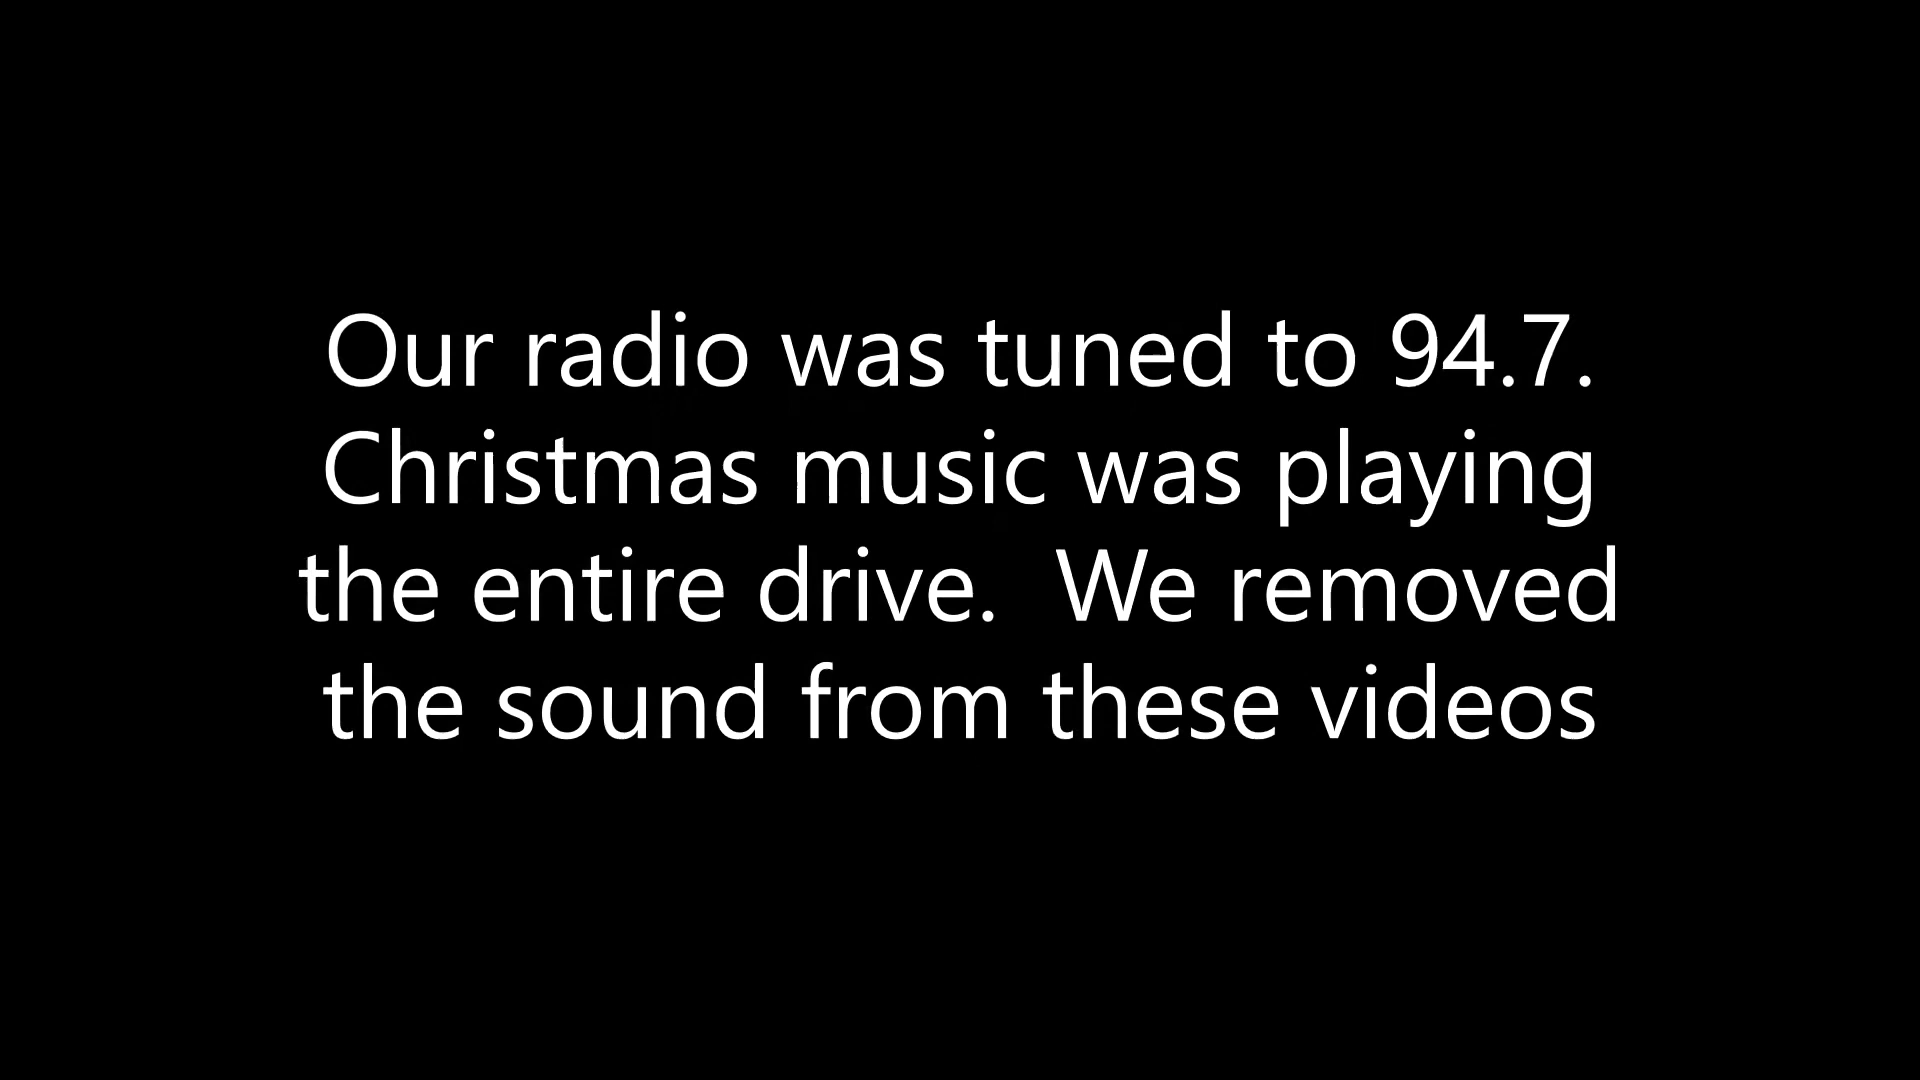 Our radio was tuned to 94.7.
Christmas music was playing
the entire drive.  We removed
the sound from these videos